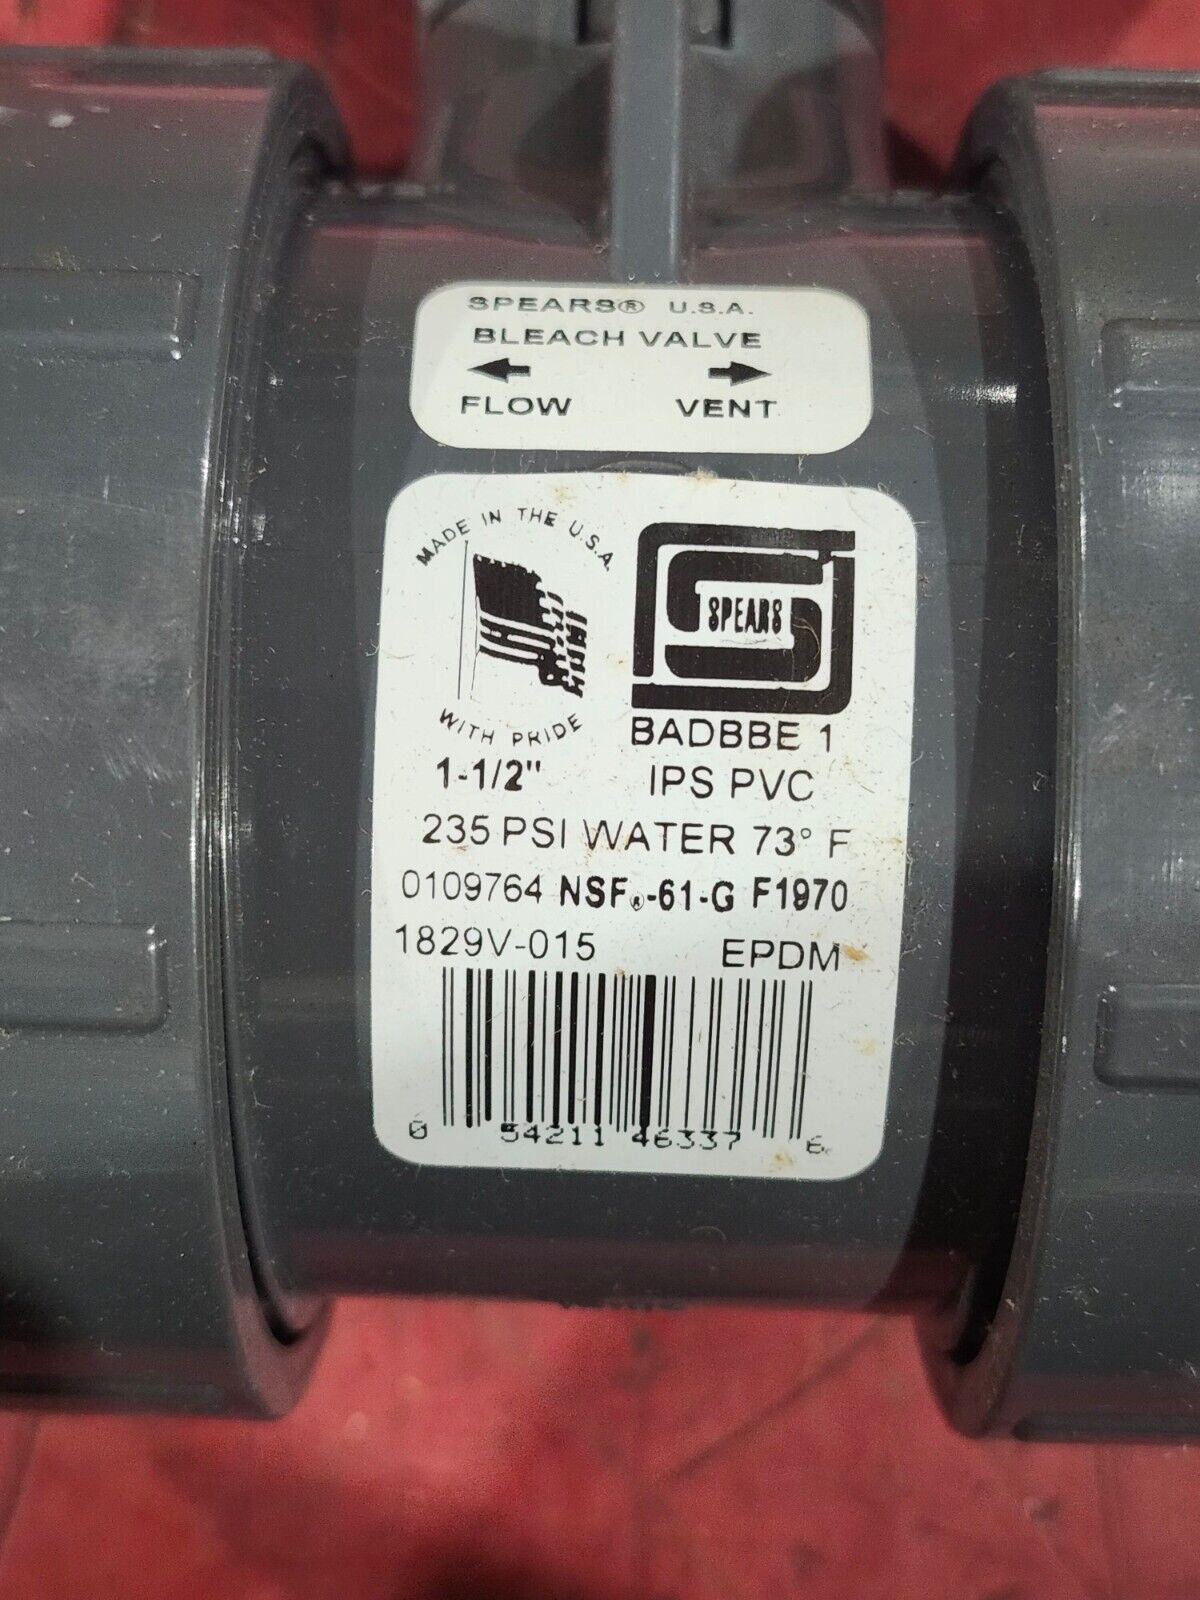 SPEARS® U.S.A.
BLEACH VALVE
FLOW VENT
MADE IN THE U.S.A.
WITH PRIDE
SPEARS
BADBBE 1
1-1/2" IPS PVC
235 PSI WATER 73° F
0109764 NSF®-61-G F1970
1829V-015 EPDM
0 54211 46337 6